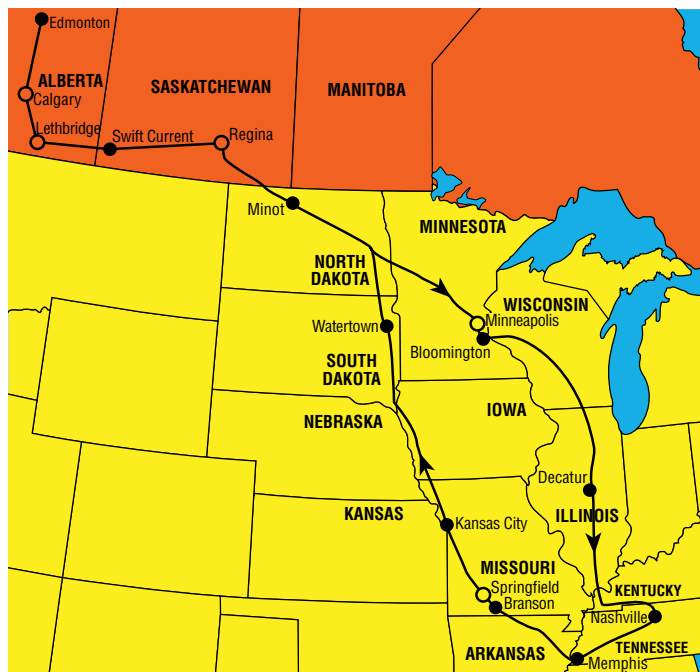 Edmonton
ALBERTA
Calgary
SASKATCHEWAN
MANITOBA
Lethbridge
Swift Current
Regina
Minot
MINNESOTA
NORTH
DAKOTA
WISCONSIN
Watertown
Minneapolis
Bloomington
SOUTH
DAKOTA
NEBRASKA
IOWA
Decatur
KANSAS
Kansas City
ILLINOIS
MISSOURI
Springfield
Branson
KENTUCKY
Nashville
ARKANSAS
TENNESSEE
Memphis